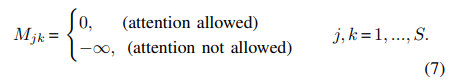 M_{jk} = { 0, (attention allowed)
−∞, (attention not allowed) j, k = 1, ..., S.
(7)